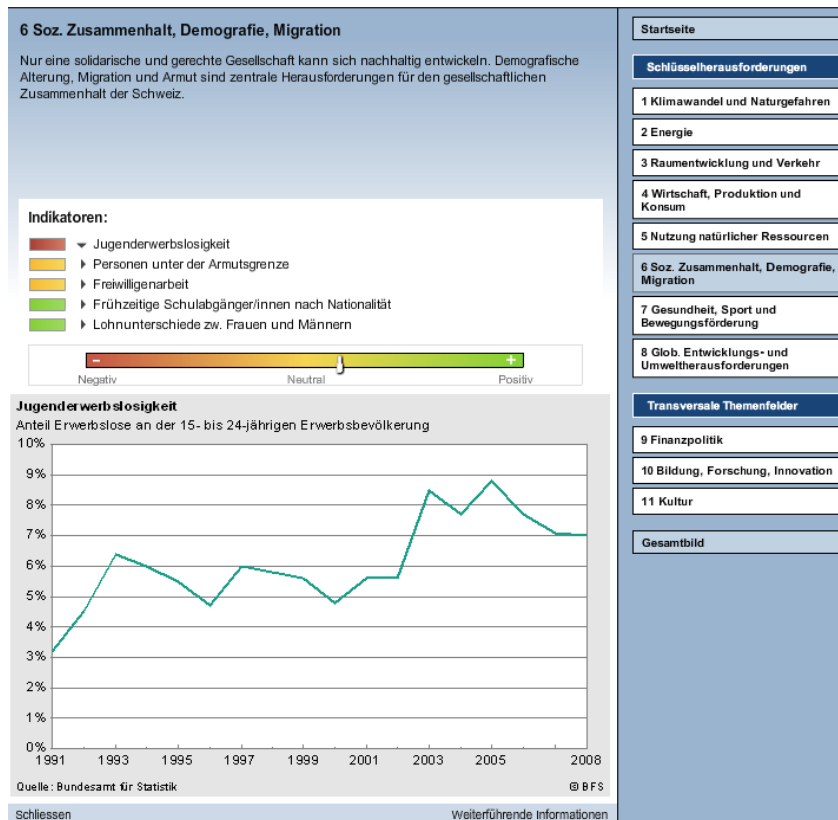 6 Soz. Zusammenhalt, Demografie, Migration
Nur eine solidarische und gerechte Gesellschaft kann sich nachhaltig entwickeln. Demografische
Alterung, Migration und Armut sind zentrale Herausforderungen für den gesellschaftlichen
Zusammenhalt der Schweiz.
Indikatoren:
Jugenderwerbslosigkeit
Personen unter der Armutsgrenze
Freiwilligenarbeit
Frühzeitige Schulabgänger/innen nach Nationalität
Lohnunterschiede zw. Frauen und Männern
- +
Negativ Neutral Positiv
Jugenderwerbslosigkeit
Anteil Erwerbslose an der 15- bis 24-jährigen Erwerbsbevölkerung
10%
9%
8%
7%
6%
5%
4%
3%
2%
1%
0%
1991 1993 1995 1997 1999 2001 2003 2005 2008
Quelle: Bundesamt für Statistik © BFS
Schliessen Weiterführende Informationen
Startseite
Schlüsselherausforderungen
1 Klimawandel und Naturgefahren
2 Energie
3 Raumentwicklung und Verkehr
4 Wirtschaft, Produktion und
Konsum
5 Nutzung natürlicher Ressourcen
6 Soz. Zusammenhalt, Demografie,
Migration
7 Gesundheit, Sport und
Bewegungsförderung
8 Glob. Entwicklungs- und
Umweltherausforderungen
Transversale Themenfelder
9 Finanzpolitik
10 Bildung, Forschung, Innovation
11 Kultur
Gesamtbild